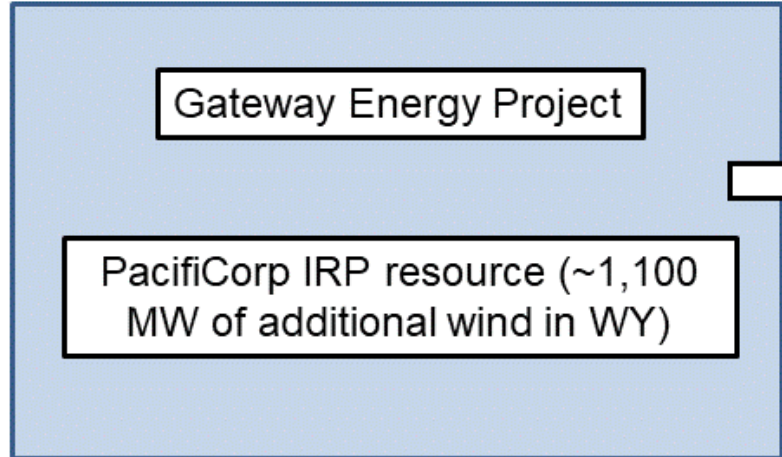 Gateway Energy Project
PacifiCorp IRP resource (~1,100
MW of additional wind in WY)